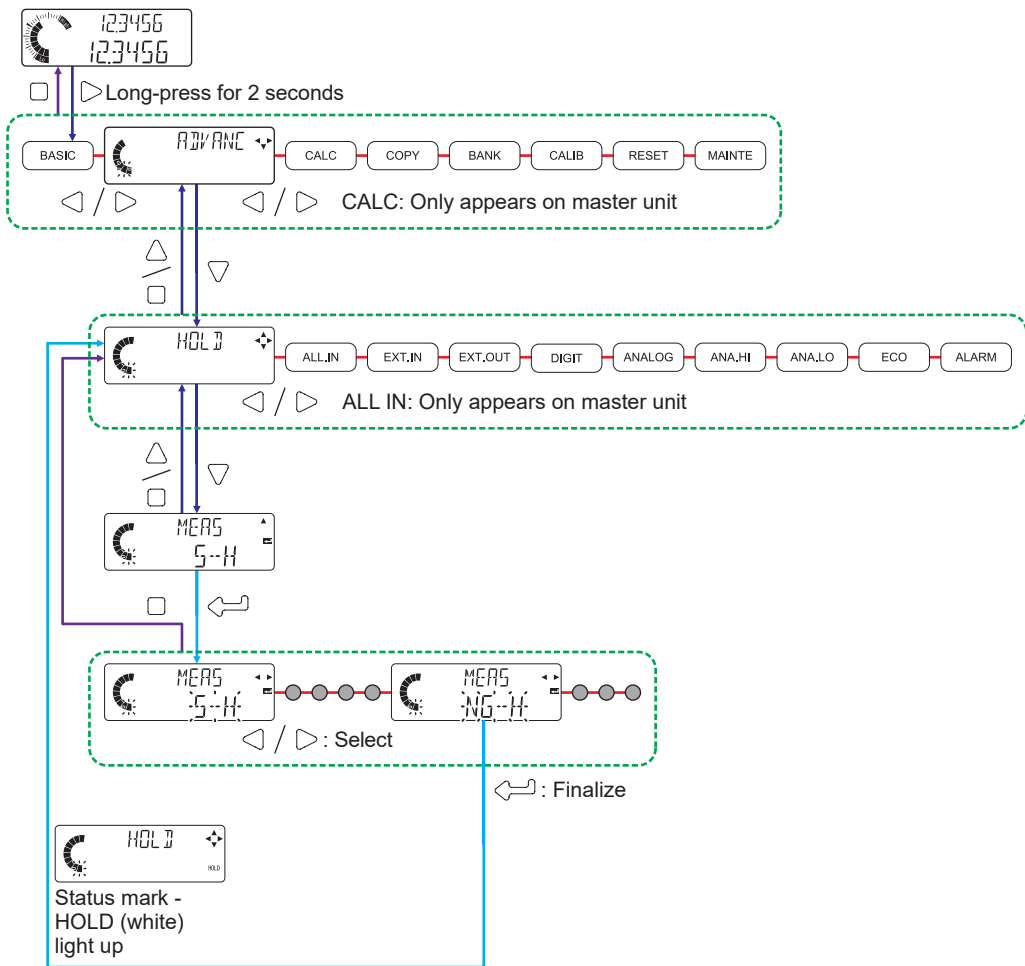 12.3456
12.3456
Long-press for 2 seconds
BASIC
ADVANC
CALC
COPY
BANK
CALIB
RESET
MAINTE
/
/
CALC: Only appears on master unit
HOLD
ALL.IN
EXT.IN
EXT.OUT
DIGIT
ANALOG
ANA.HI
ANA.LO
ECO
ALARM
/
ALL IN: Only appears on master unit
MEAS
S-H
MEAS
S-H
MEAS
NG-H
/
: Select
: Finalize
HOLD
HOLD
Status mark -
HOLD (white)
light up